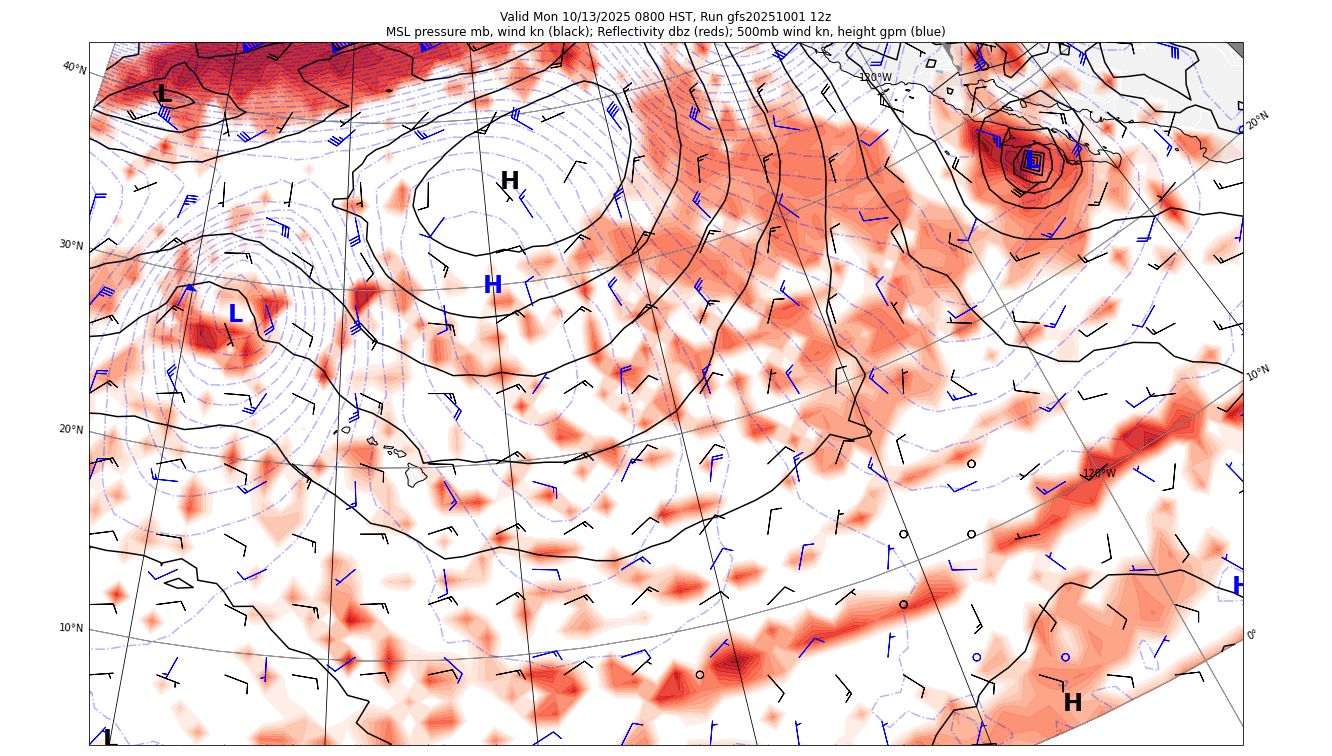 Valid Mon 10/13/2025 0800 HST, Run gfs20251001 12z
MSL pressure mb, wind kn (black); Reflectivity dbz (reds); 500mb wind kn, height gpm (blue)
40°N
120°W
L
20°N
L
H
30°N
H
L
10°N
20°N
120°W
H
10°N
0°
H
L